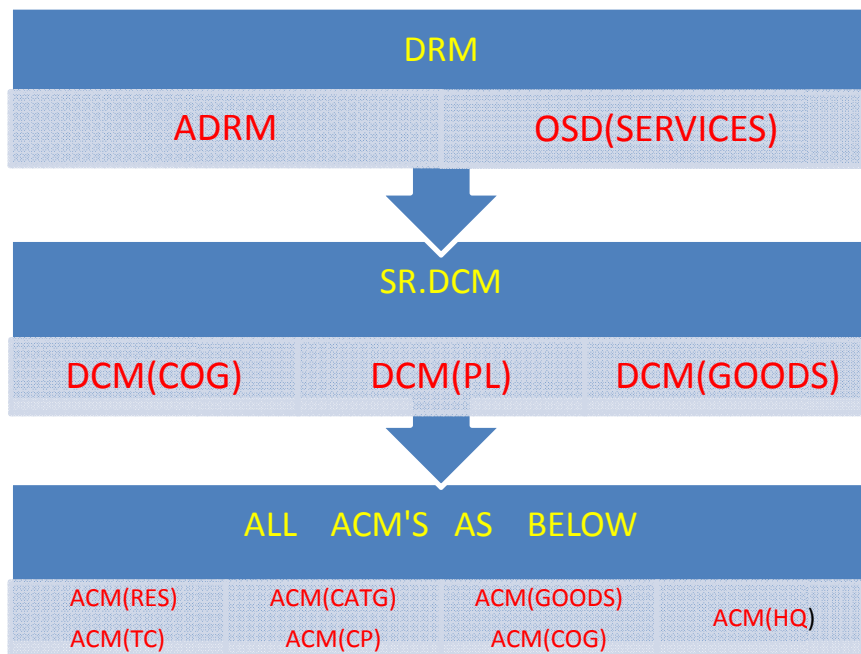 DRM
ADRM OSD(SERVICES)
SR.DCM
DCM(COG) DCM(PL) DCM(GOODS)
ALL ACM'S AS BELOW
ACM(RES) ACM(CATG) ACM(GOODS) ACM(HQ)
ACM(TC) ACM(CP) ACM(COG)